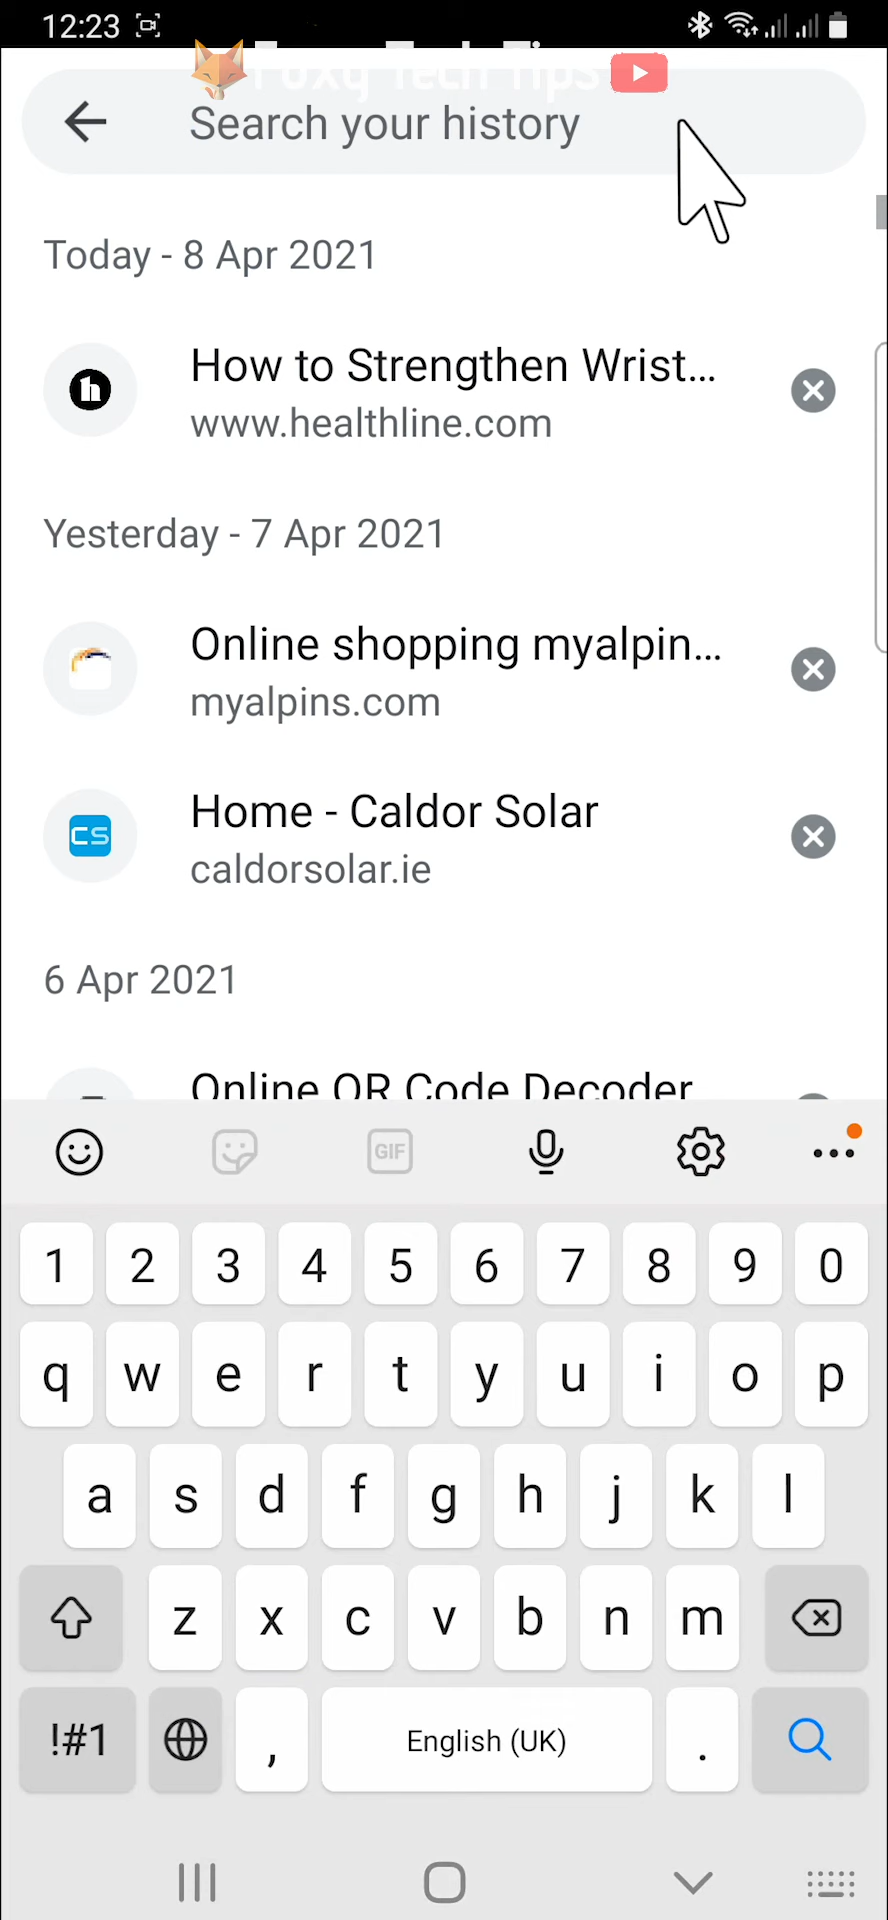 12:23
Foxy Tech Tips
Search your history
Today - 8 Apr 2021
h
How to Strengthen Wrist...
www.healthline.com
Yesterday - 7 Apr 2021
Online shopping myalpin...
myalpins.com
CS
Home - Caldor Solar
caldorsolar.ie
6 Apr 2021
Online QR Code Decoder
GIF
1 2 3 4 5 6 7 8 9 0
q w e r t y u i o p
a s d f g h j k l
z x c v b n m
!#1 , English (UK) .